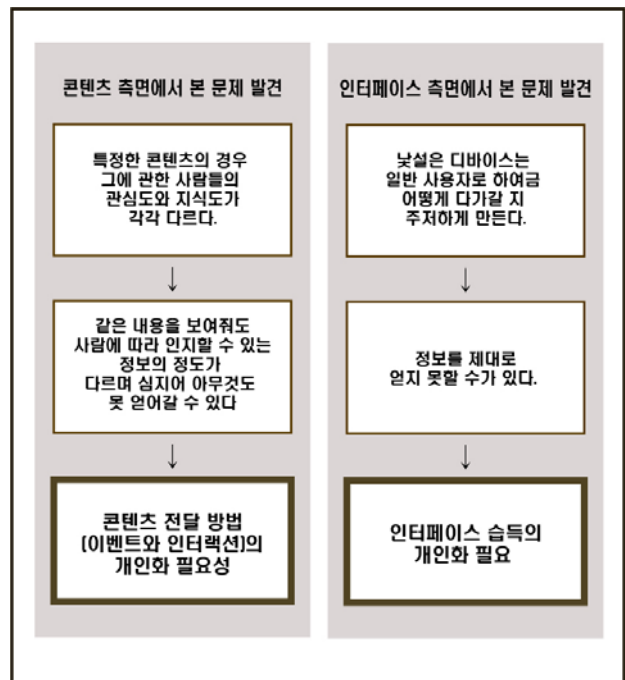 콘텐츠 측면에서 본 문제 발견
특정한 콘텐츠의 경우
그에 관한 사람들의
관심도와 지식도가
각각 다르다.
↓
같은 내용을 보여줘도
사람에 따라 인지할 수 있는
정보의 정도가
다르며 심지어 아무것도
못 얻어갈 수 있다
↓
콘텐츠 전달 방법
(이벤트와 인터랙션)의
개인화 필요성
인터페이스 측면에서 본 문제 발견
낯설은 디바이스는
일반 사용자로 하여금
어떻게 다가갈 지
주저하게 만든다.
↓
정보를 제대로
얻지 못할 수가 있다.
↓
인터페이스 습득의
개인화 필요